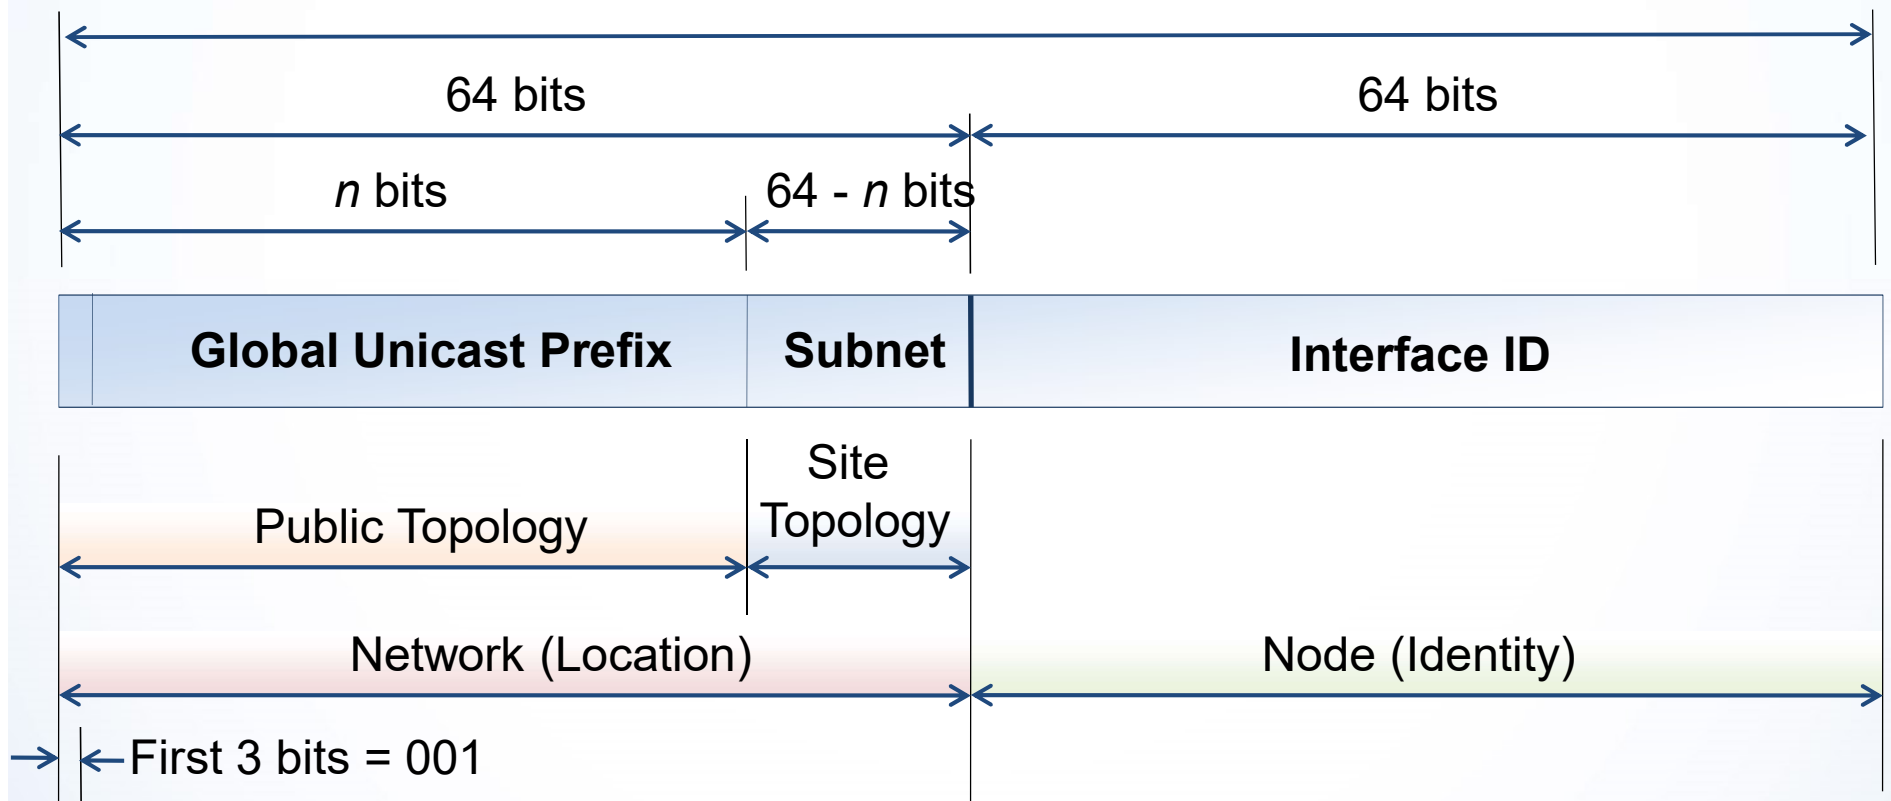 64 bits
64 bits
n bits
64 - n bits
Global Unicast Prefix
Subnet
Interface ID
Public Topology
Site
Topology
Network (Location)
Node (Identity)
First 3 bits = 001